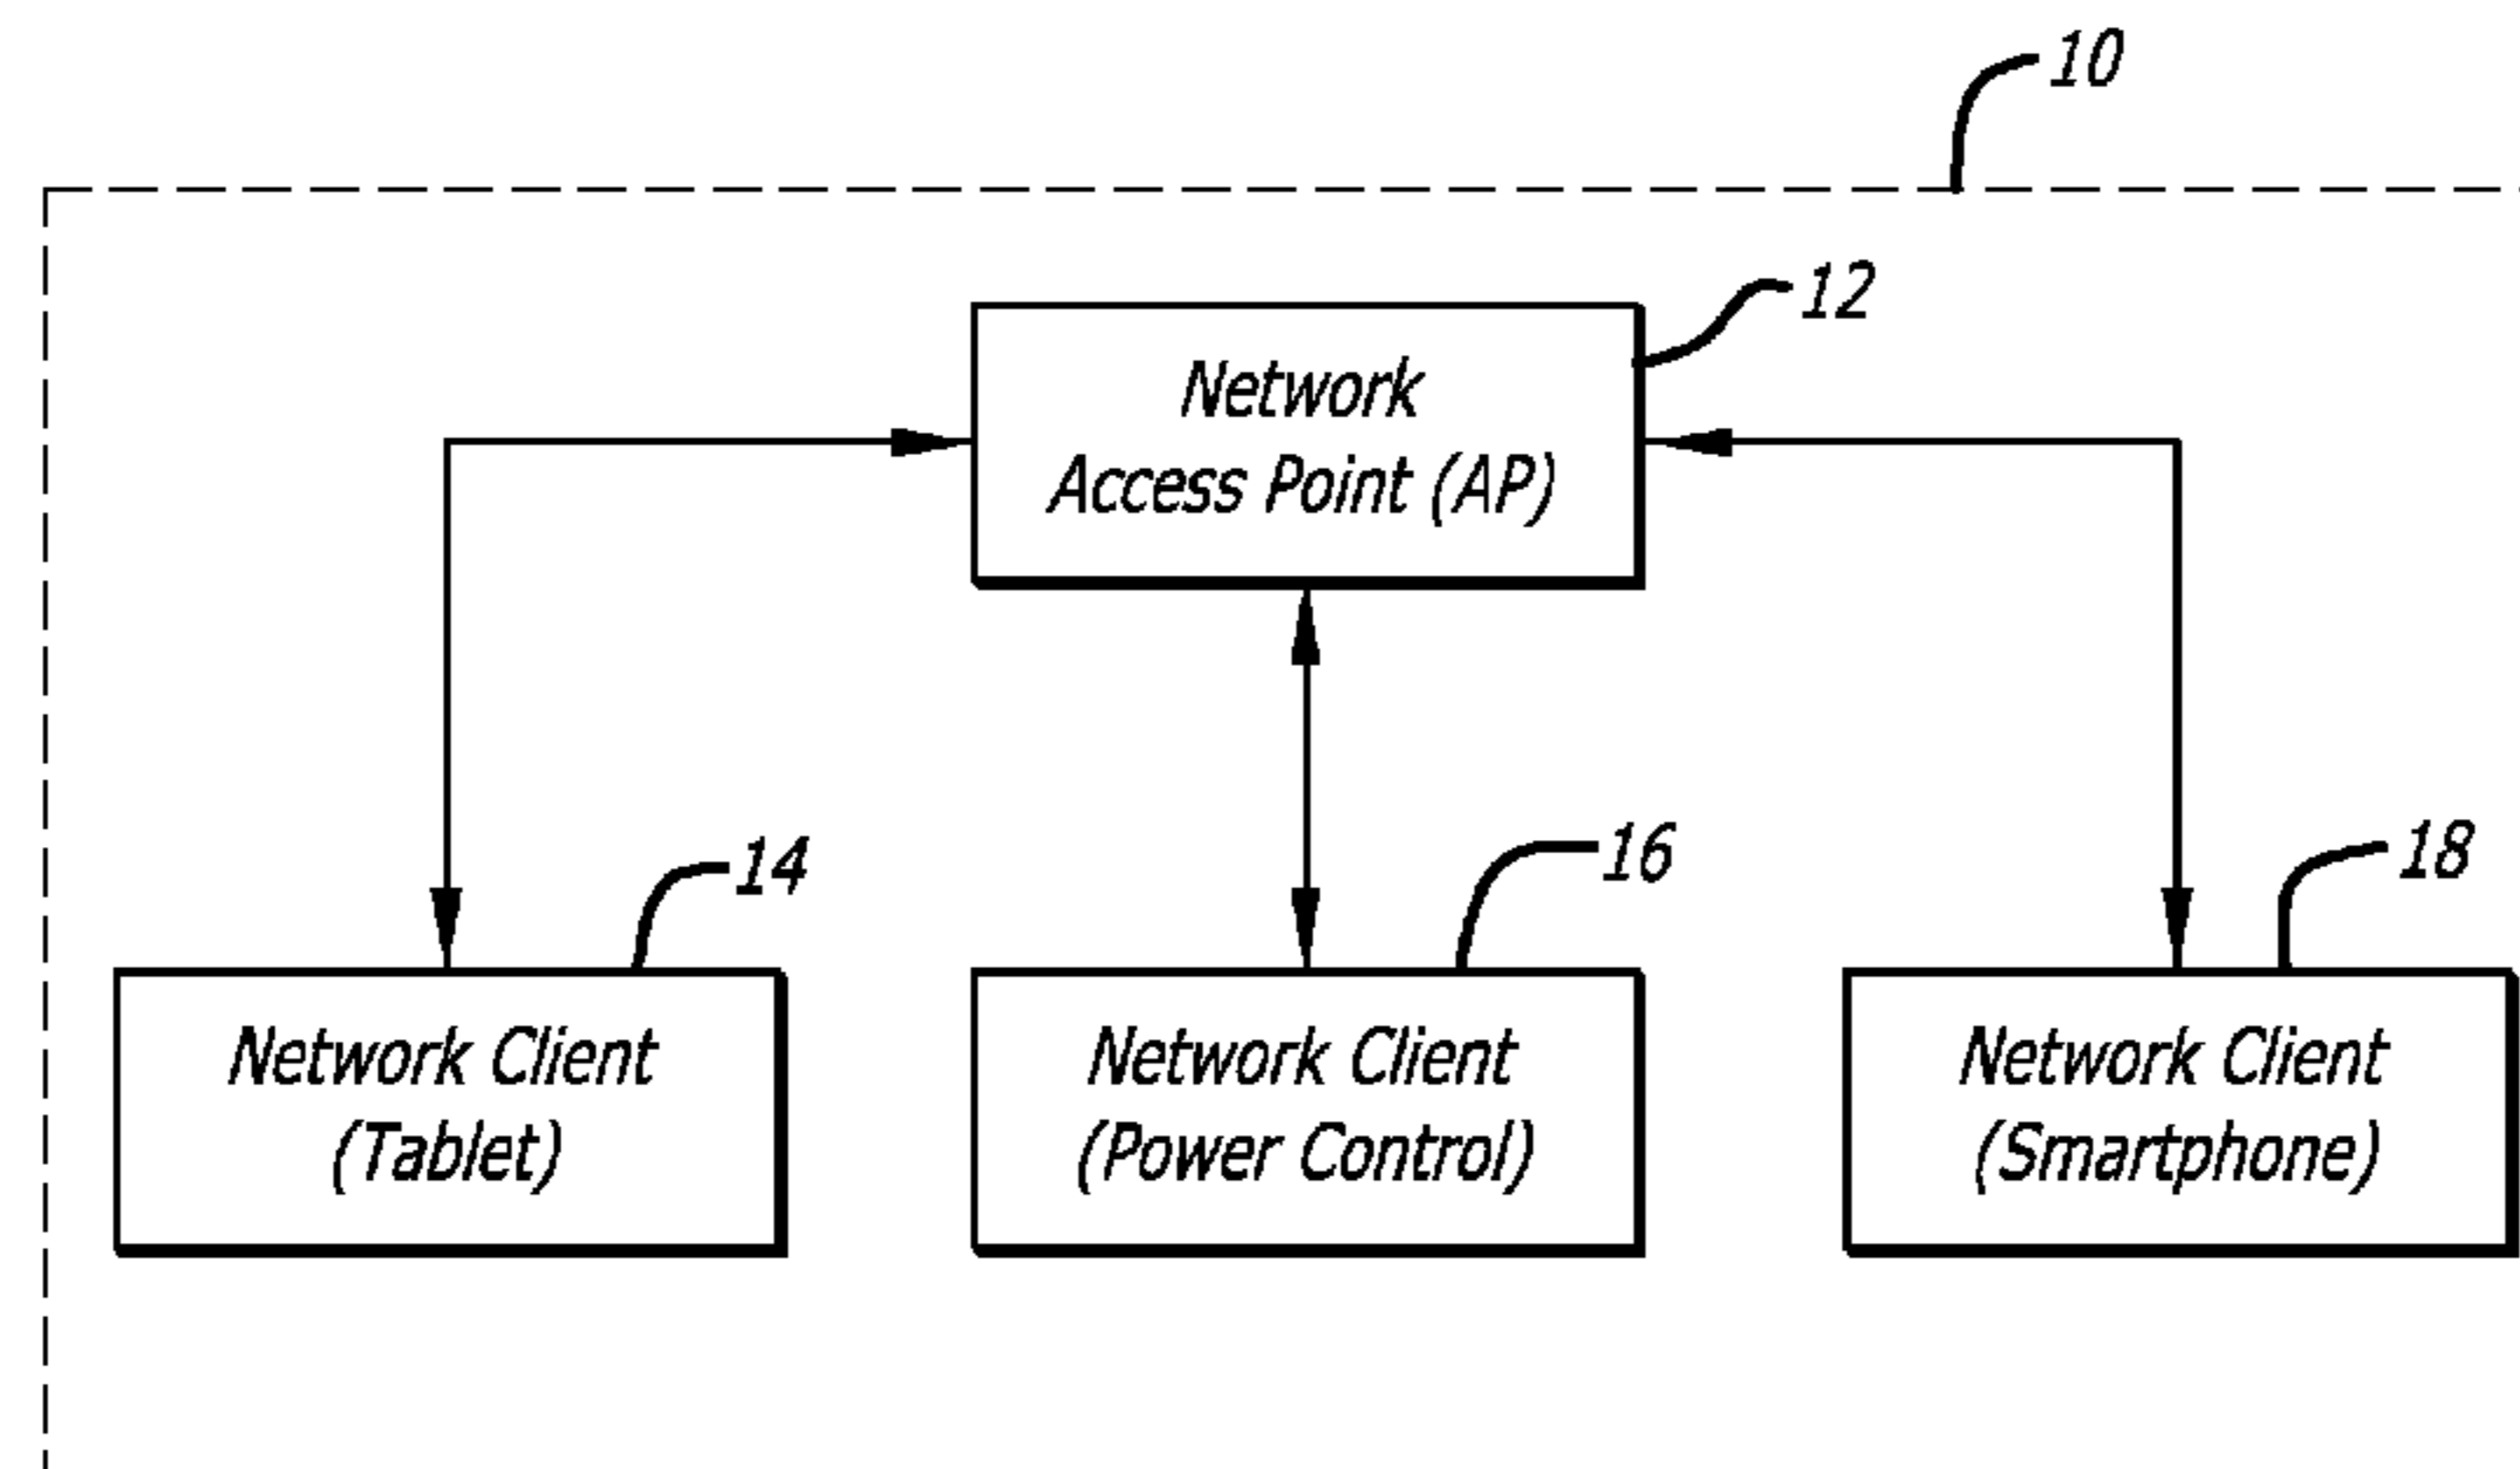 10
12
Network
Access Point (AP)
14
16
18
Network Client
(Tablet)
Network Client
(Power Control)
Network Client
(Smartphone)